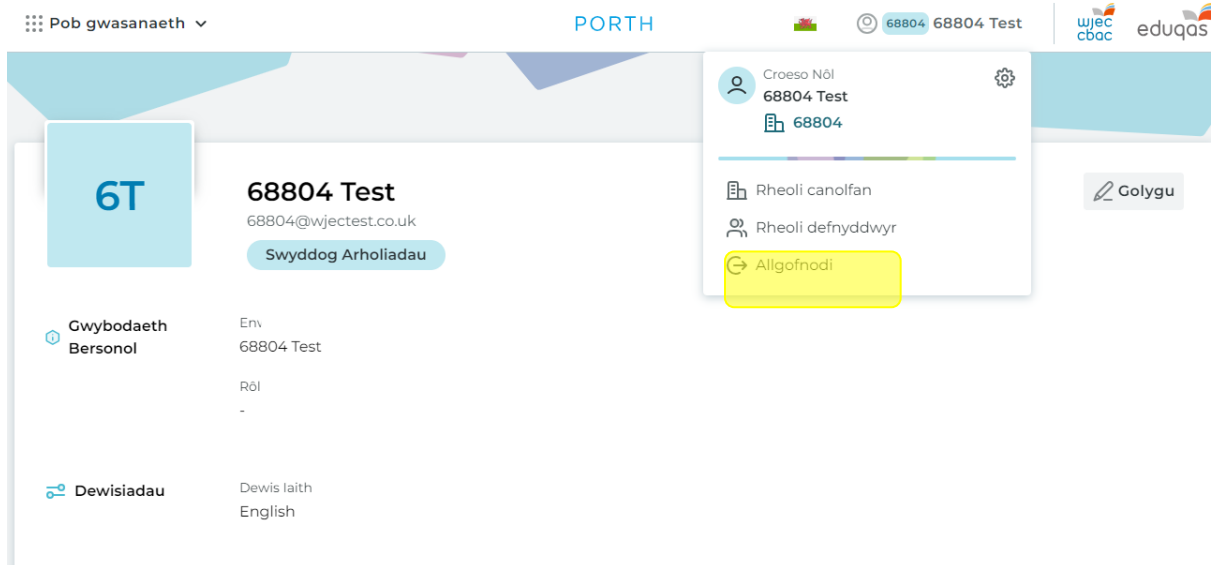 Pob gwasanaeth
PORTH
68804 68804 Test
wjec
cbac
eduqas
Croeso Nôl
68804 Test
68804
Rheoli canolfan
Rheoli defnyddwyr
Allgofnodi
6T
68804 Test
68804@wjectest.co.uk
Swyddog Arholiadau
Golygu
Gwybodaeth
Bersonol
68804 Test
Rôl
-
Dewisiadau
Dewis Iaith
English